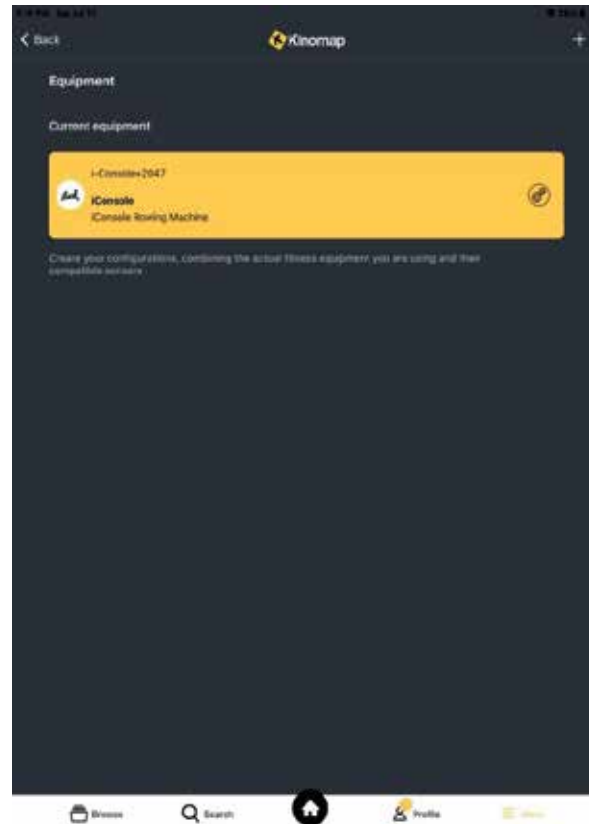 Back
Kinomap
+
Equipment
Current equipment
i-Console+2047
iConsole
iConsole Rowing Machine
Create your configurations, combining the actual fitness equipment you are using and their
compatible sensors
Browse
Search
Profile
Menu